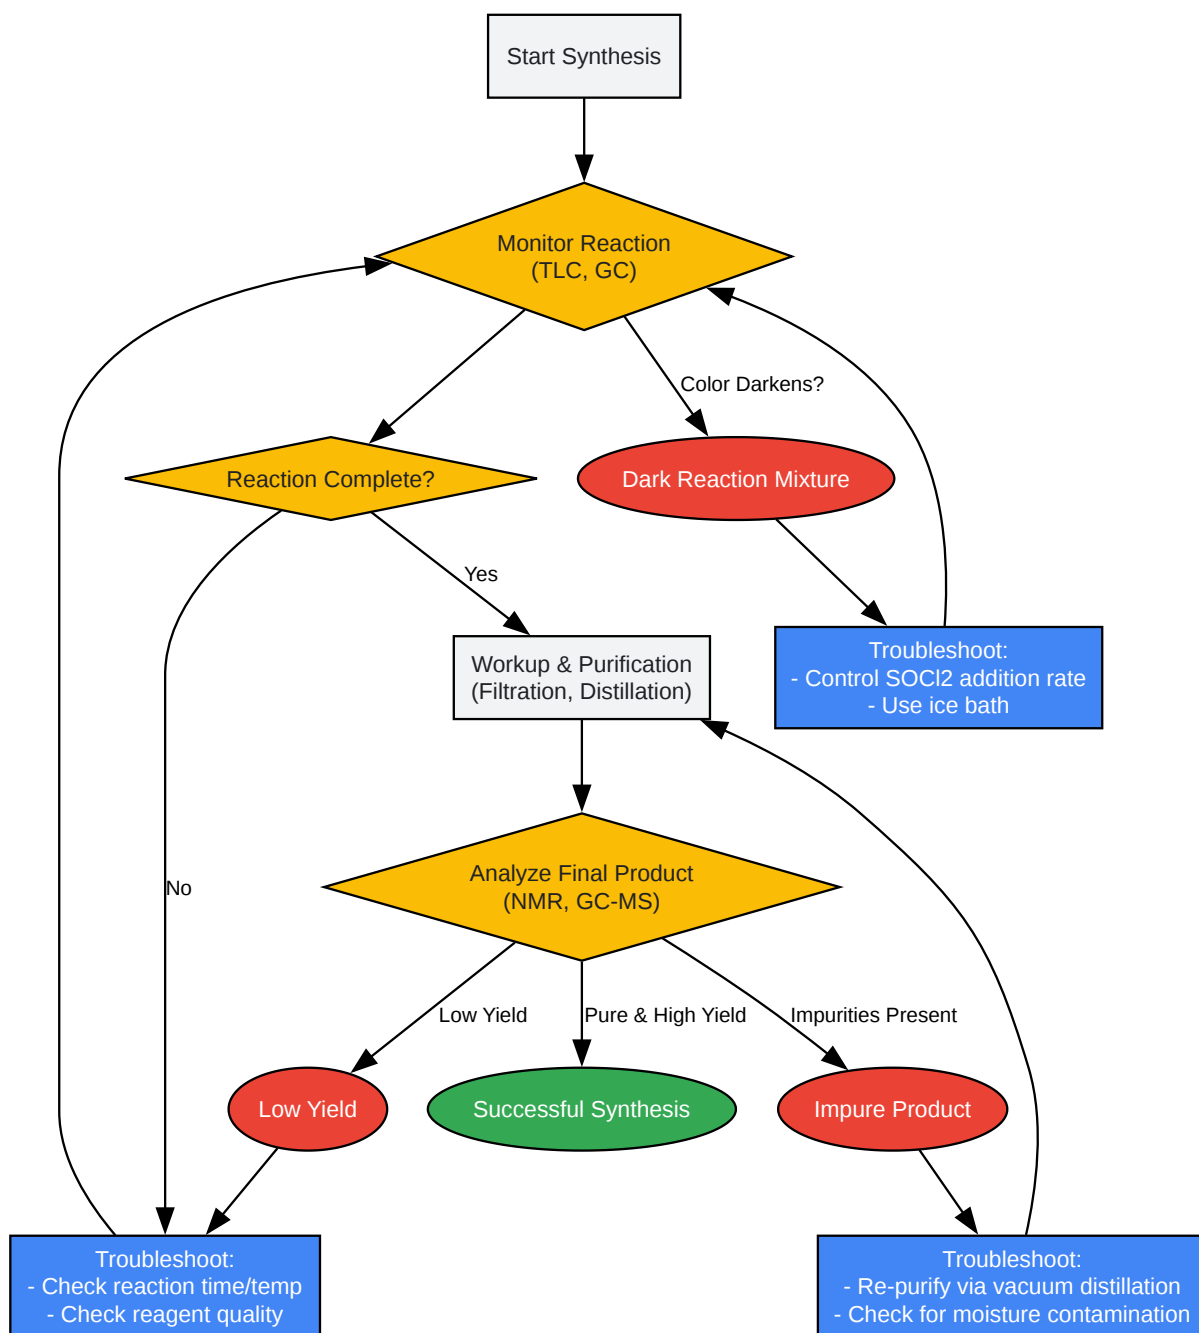 Start Synthesis
Monitor Reaction
(TLC, GC)
Color Darkens?
Reaction Complete?
Dark Reaction Mixture
Yes
Troubleshoot:
- Control SOCl2 addition rate
- Use ice bath
Workup & Purification
(Filtration, Distillation)
No
Analyze Final Product
(NMR, GC-MS)
Low Yield
Pure & High Yield
Impurities Present
Low Yield
Successful Synthesis
Impure Product
Troubleshoot:
- Check reaction time/temp
- Check reagent quality
Troubleshoot:
- Re-purify via vacuum distillation
- Check for moisture contamination